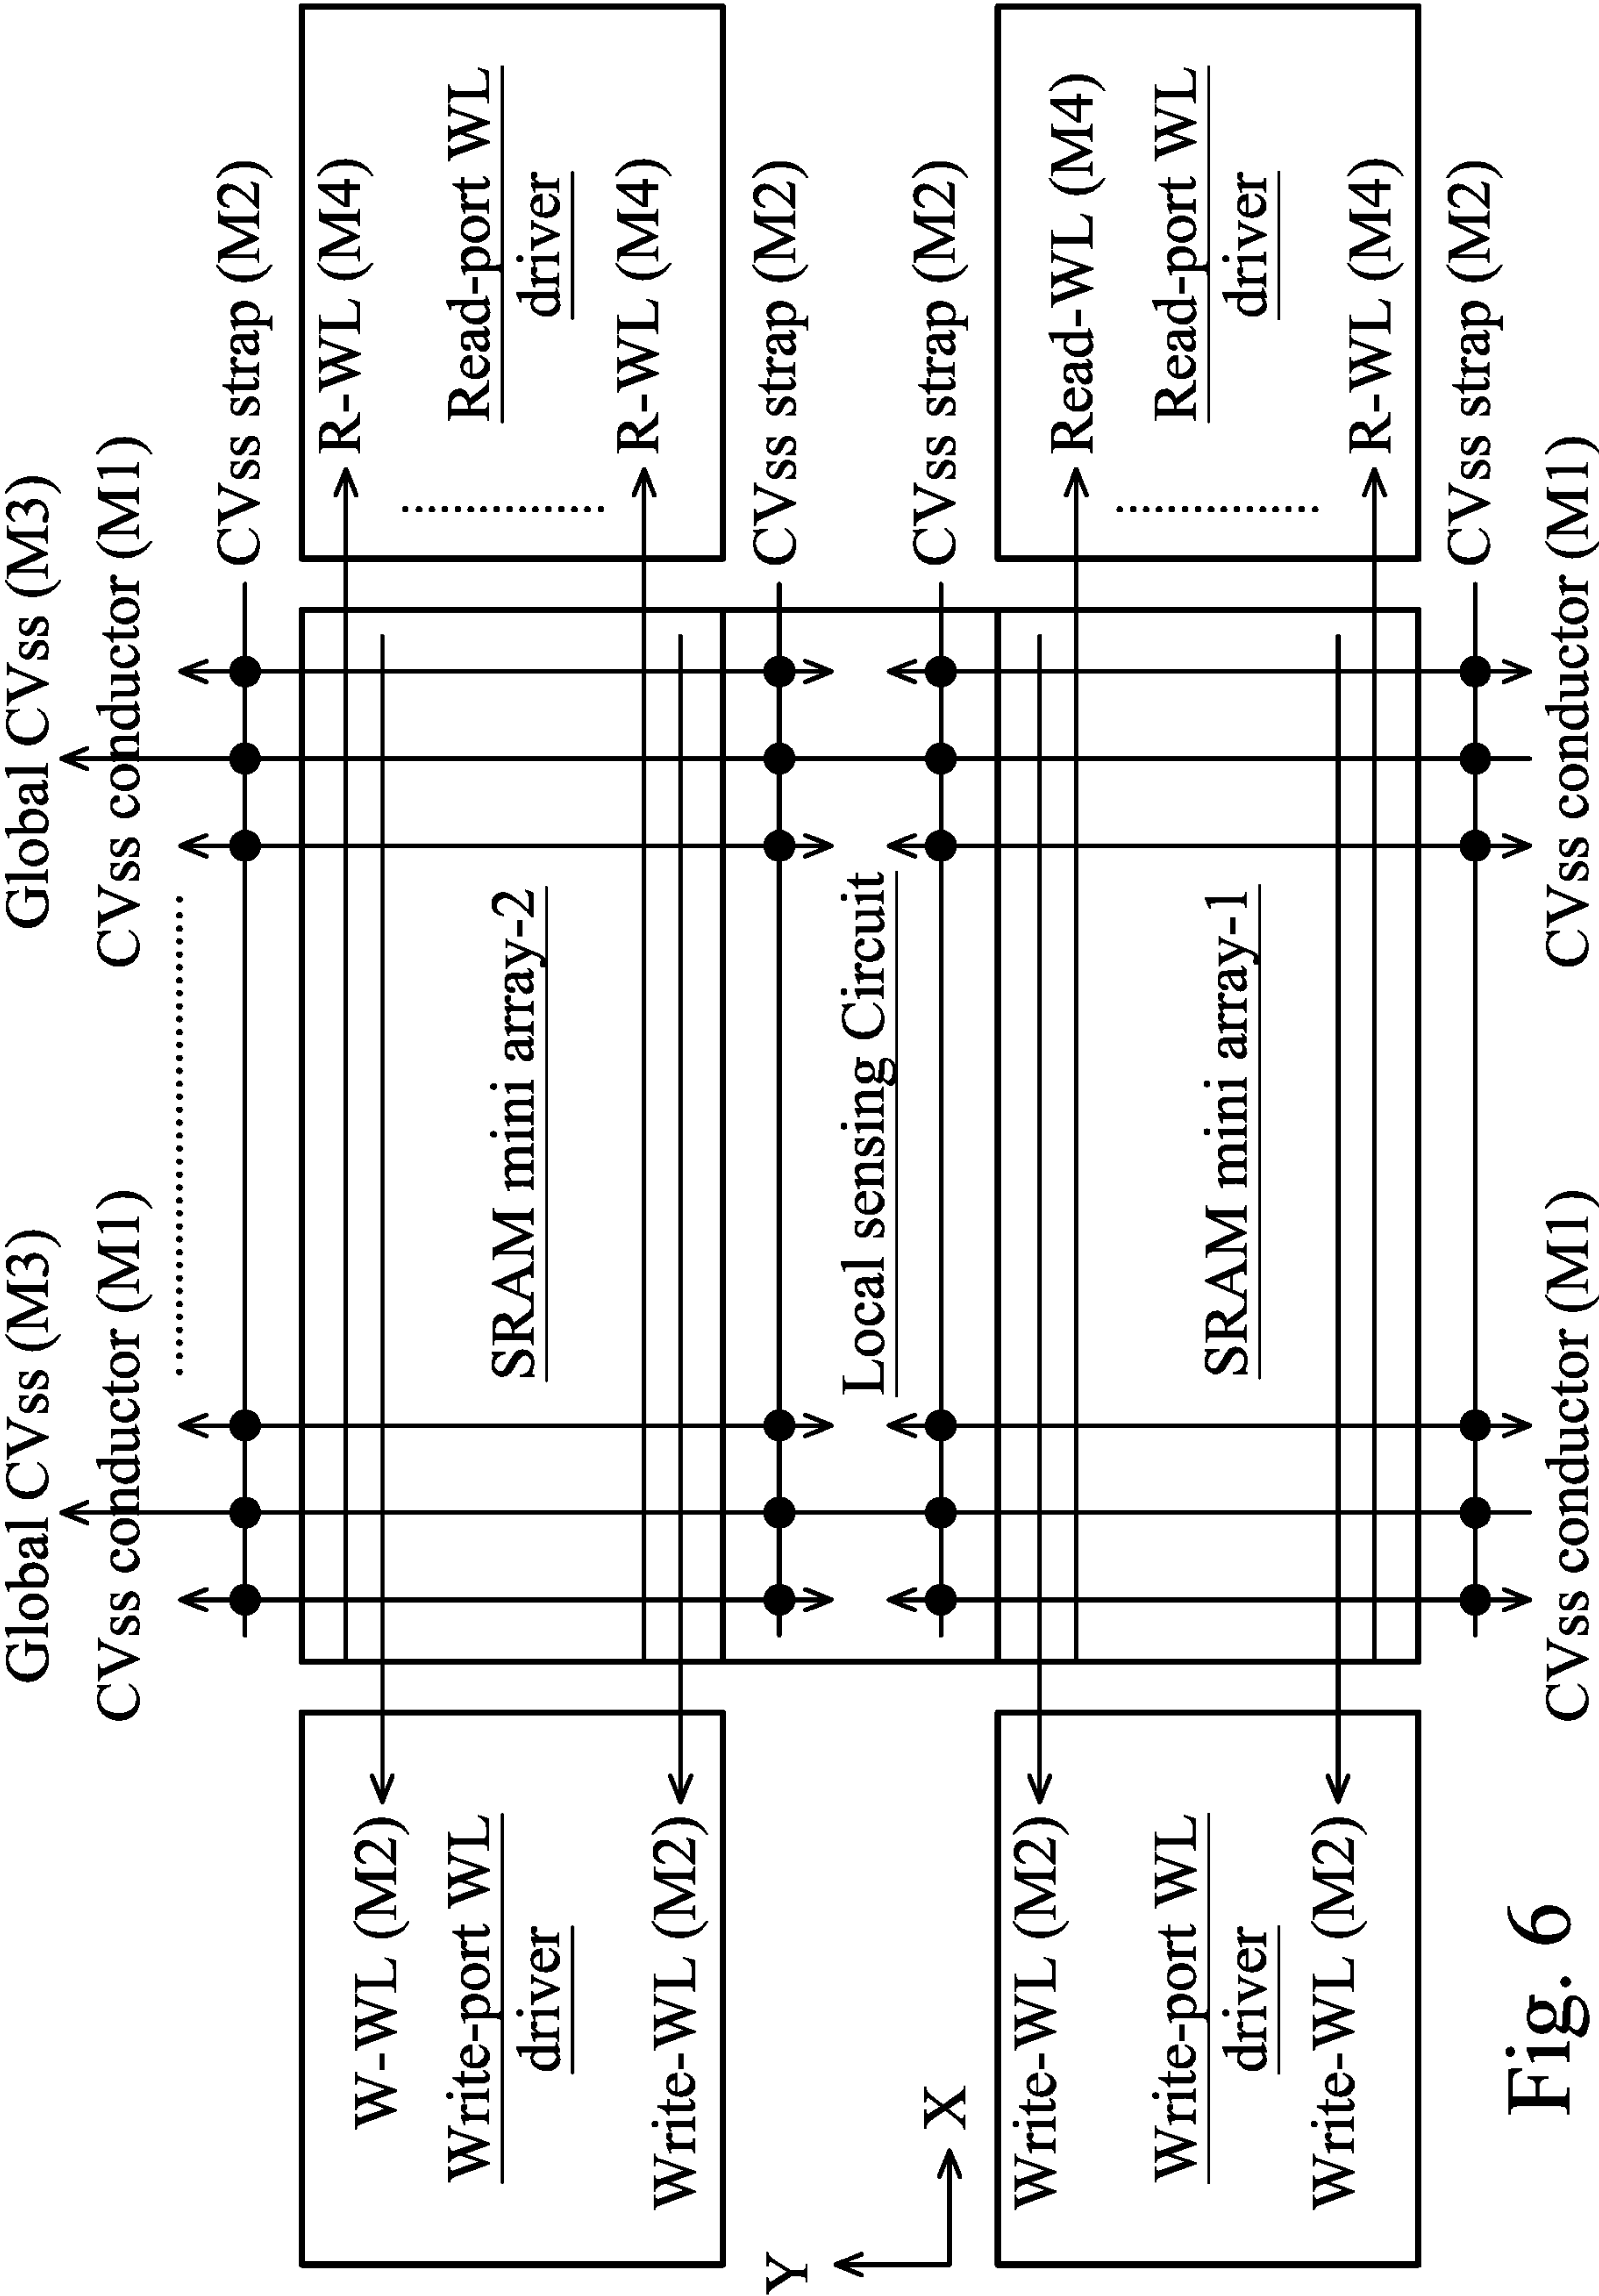 Global CVss (M3)
Global CVss (M3)
CVss conductor (M1)
CVss conductor (M1)
CVss strap (M2)
W-WL (M2)
Write-port WL
driver
Write-WL (M2)
SRAM mini array-2
R-WL (M4)
Read-port WL
driver
R-WL (M4)
CVss strap (M2)
Y
X
Local sensing Circuit
CVss strap (M2)
Write-WL (M2)
Write-port WL
driver
Write-WL (M2)
SRAM mini array-1
Read-WL (M4)
Read-port WL
driver
R-WL (M4)
CVss strap (M2)
CVss conductor (M1)
CVss conductor (M1)
Fig. 6